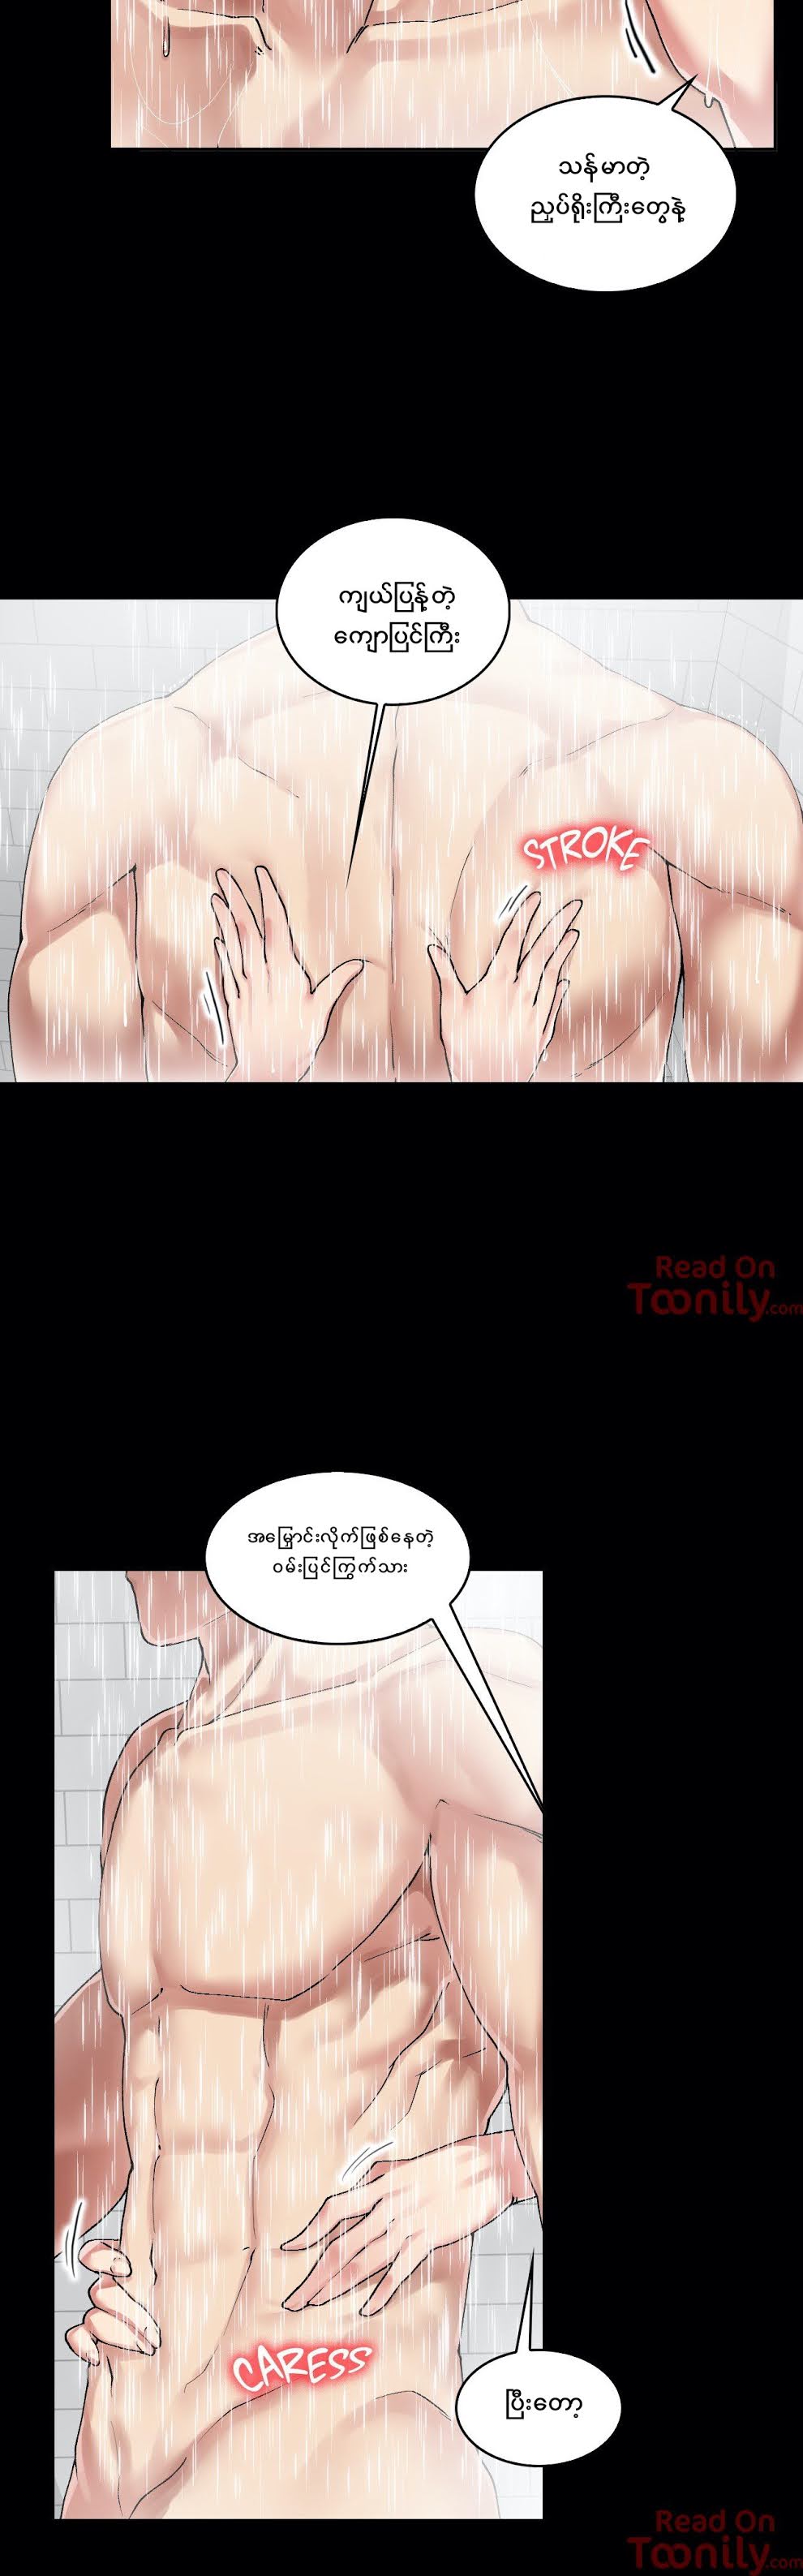 သန်မာတဲ့
ညှပ်ရိုးကြီးတွေနဲ့
ကျယ်ပြန့်တဲ့
ကျောပြင်ကြီး
STROKE
Read On
Toonily.com
အမြှောင်းလိုက်ဖြစ်နေတဲ့
ဝမ်းပြင်ကြွက်သား
CARESS
ပြီးတော့
Read On
Toonily.com